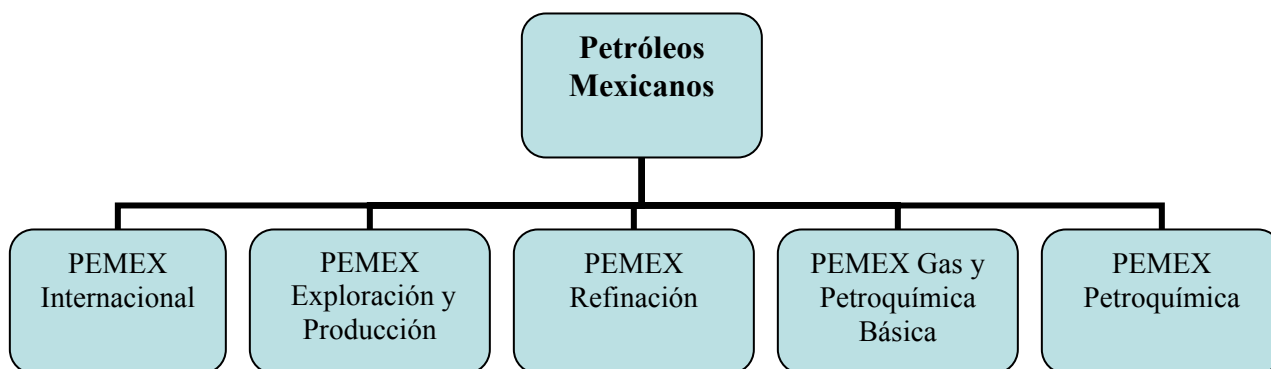 Petróleos
Mexicanos
PEMEX
Internacional
PEMEX
Exploración y
Producción
PEMEX
Refinación
PEMEX Gas y
Petroquímica
Básica
PEMEX
Petroquímica